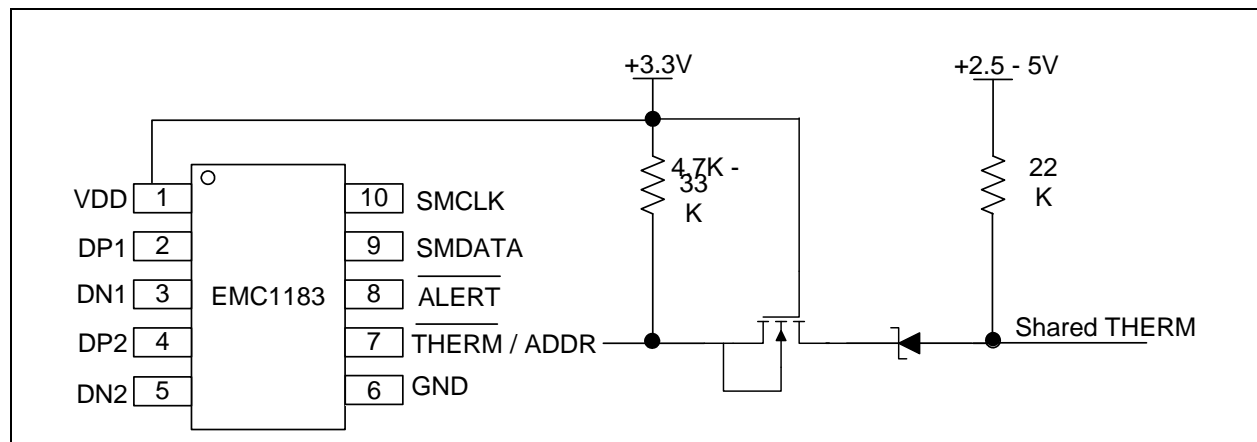 +3.3V
+2.5 - 5V
4.7K -
33
K
22
K
VDD 1
DP1 2
DN1 3
DP2 4
DN2 5
EMC1183
10 SMCLK
9 SMDATA
8 ALERT
7 THERM / ADDR
6 GND
Shared THERM